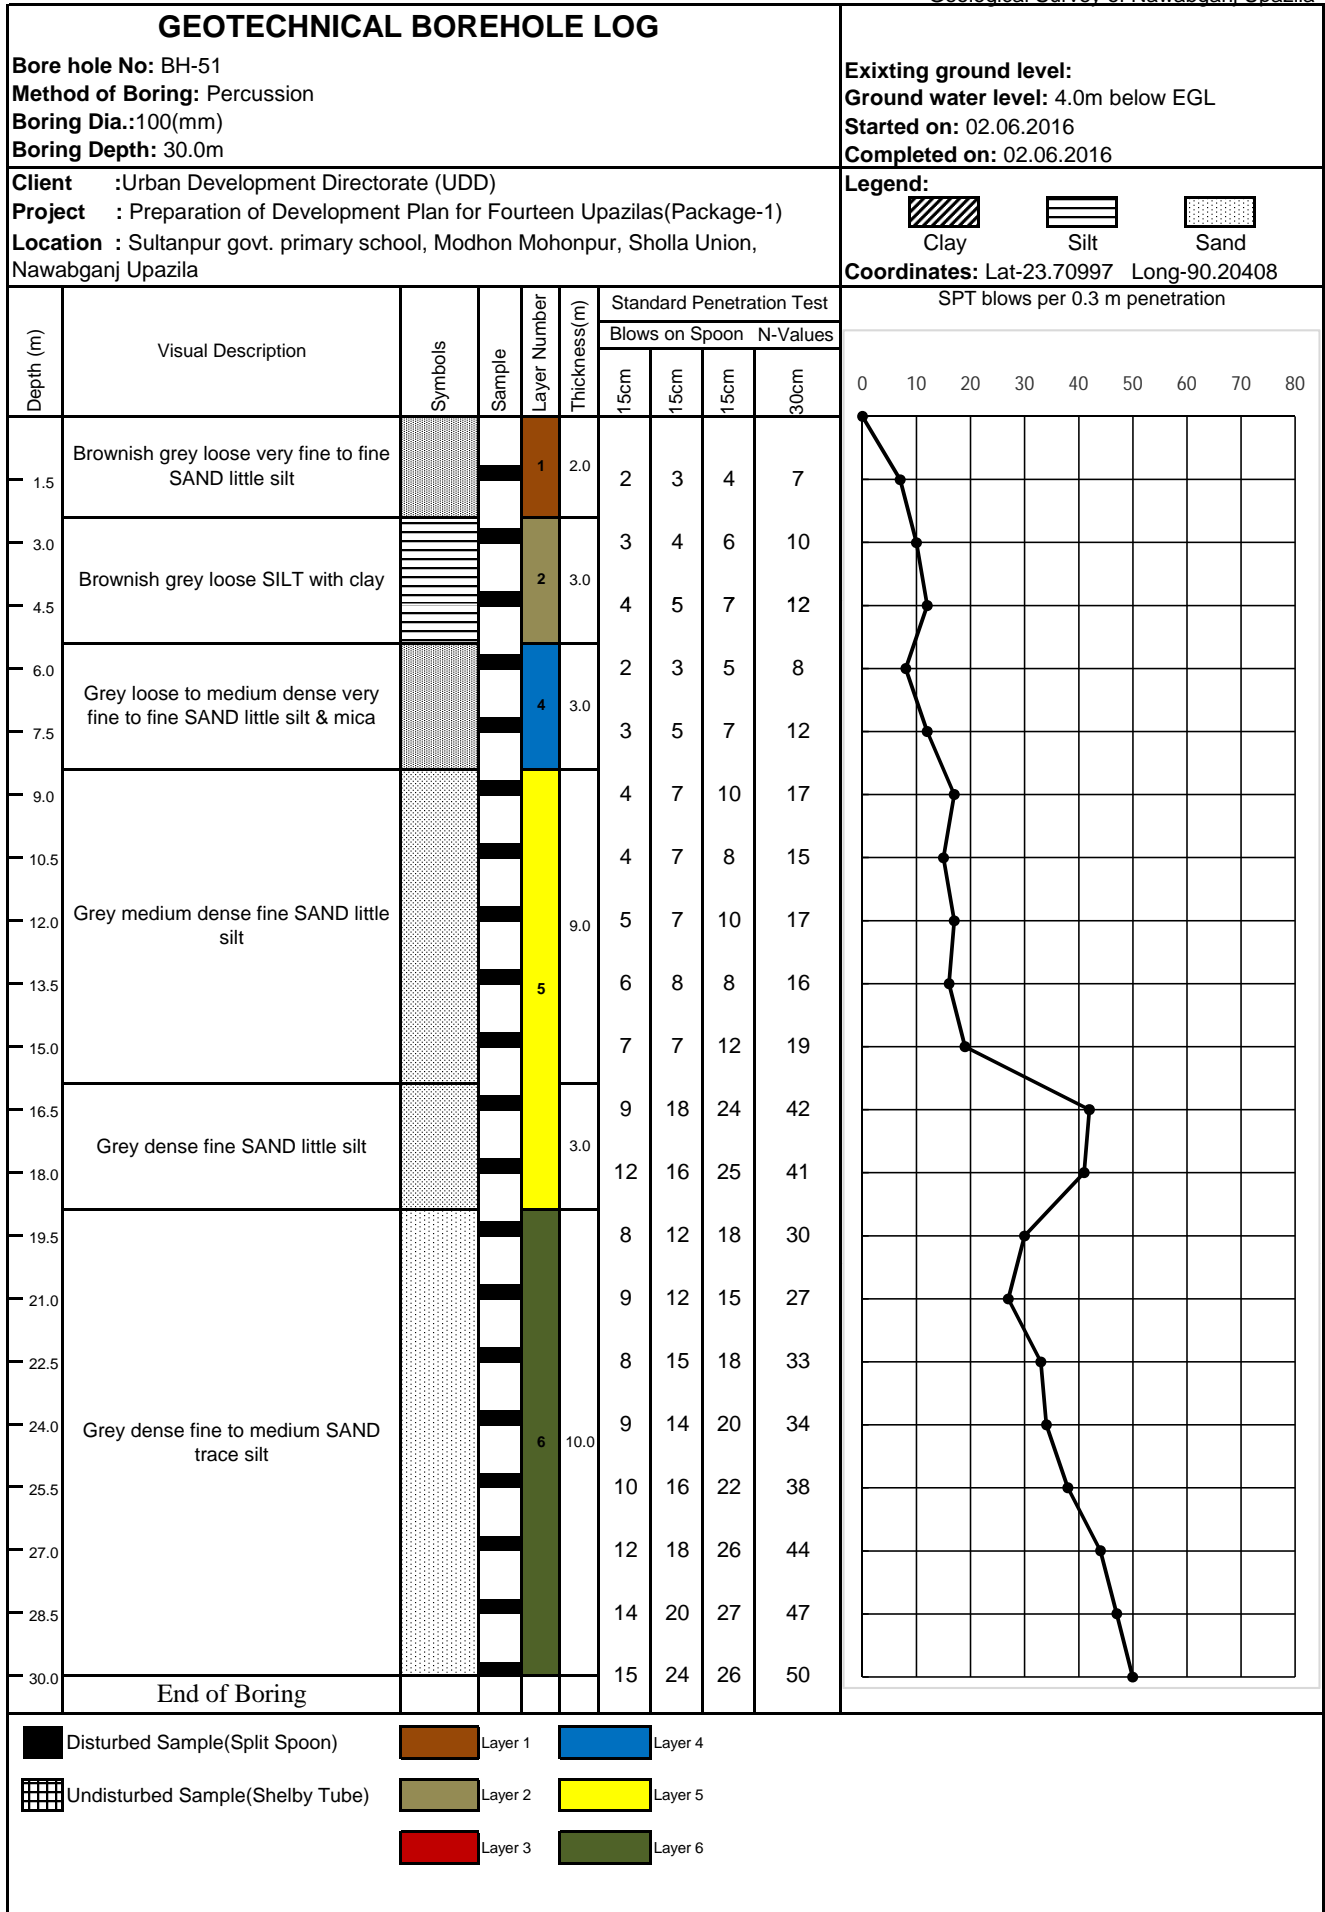 Geological Survey of Nawabganj Upazila
GEOTECHNICAL BOREHOLE LOG
Bore hole No: BH-51
Method of Boring: Percussion
Boring Dia.:100(mm)
Boring Depth: 30.0m
Exixting ground level:
Ground water level: 4.0m below EGL
Started on: 02.06.2016
Completed on: 02.06.2016
Client :Urban Development Directorate (UDD)
Project : Preparation of Development Plan for Fourteen Upazilas(Package-1)
Location : Sultanpur govt. primary school, Modhon Mohonpur, Sholla Union,
Nawabganj Upazila
Legend:
Clay Silt Sand
Coordinates: Lat-23.70997 Long-90.20408
Depth (m)
Visual Description
Symbols
Sample
Layer Number
Thickness(m)
Standard Penetration Test
Blows on Spoon N-Values
15cm 15cm 15cm 30cm
SPT blows per 0.3 m penetration
0 10 20 30 40 50 60 70 80
Brownish grey loose very fine to fine
SAND little silt
1 2.0
1.5 2 3 4 7
3.0 3 4 6 10
Brownish grey loose SILT with clay
2 3.0
4.5 4 5 7 12
6.0 2 3 5 8
Grey loose to medium dense very
fine to fine SAND little silt & mica
4 3.0
7.5 3 5 7 12
9.0 4 7 10 17
10.5 4 7 8 15
Grey medium dense fine SAND little
silt
9.0
12.0 5 7 10 17
13.5 5 6 8 8 16
15.0 7 7 12 19
16.5 9 18 24 42
Grey dense fine SAND little silt
3.0
18.0 12 16 25 41
19.5 8 12 18 30
21.0 9 12 15 27
22.5 8 15 18 33
24.0 9 14 20 34
Grey dense fine to medium SAND
trace silt
6 10.0
25.5 10 16 22 38
27.0 12 18 26 44
28.5 14 20 27 47
30.0 15 24 26 50
End of Boring
Disturbed Sample(Split Spoon) Layer 1 Layer 4
Undisturbed Sample(Shelby Tube) Layer 2 Layer 5
Layer 3 Layer 6